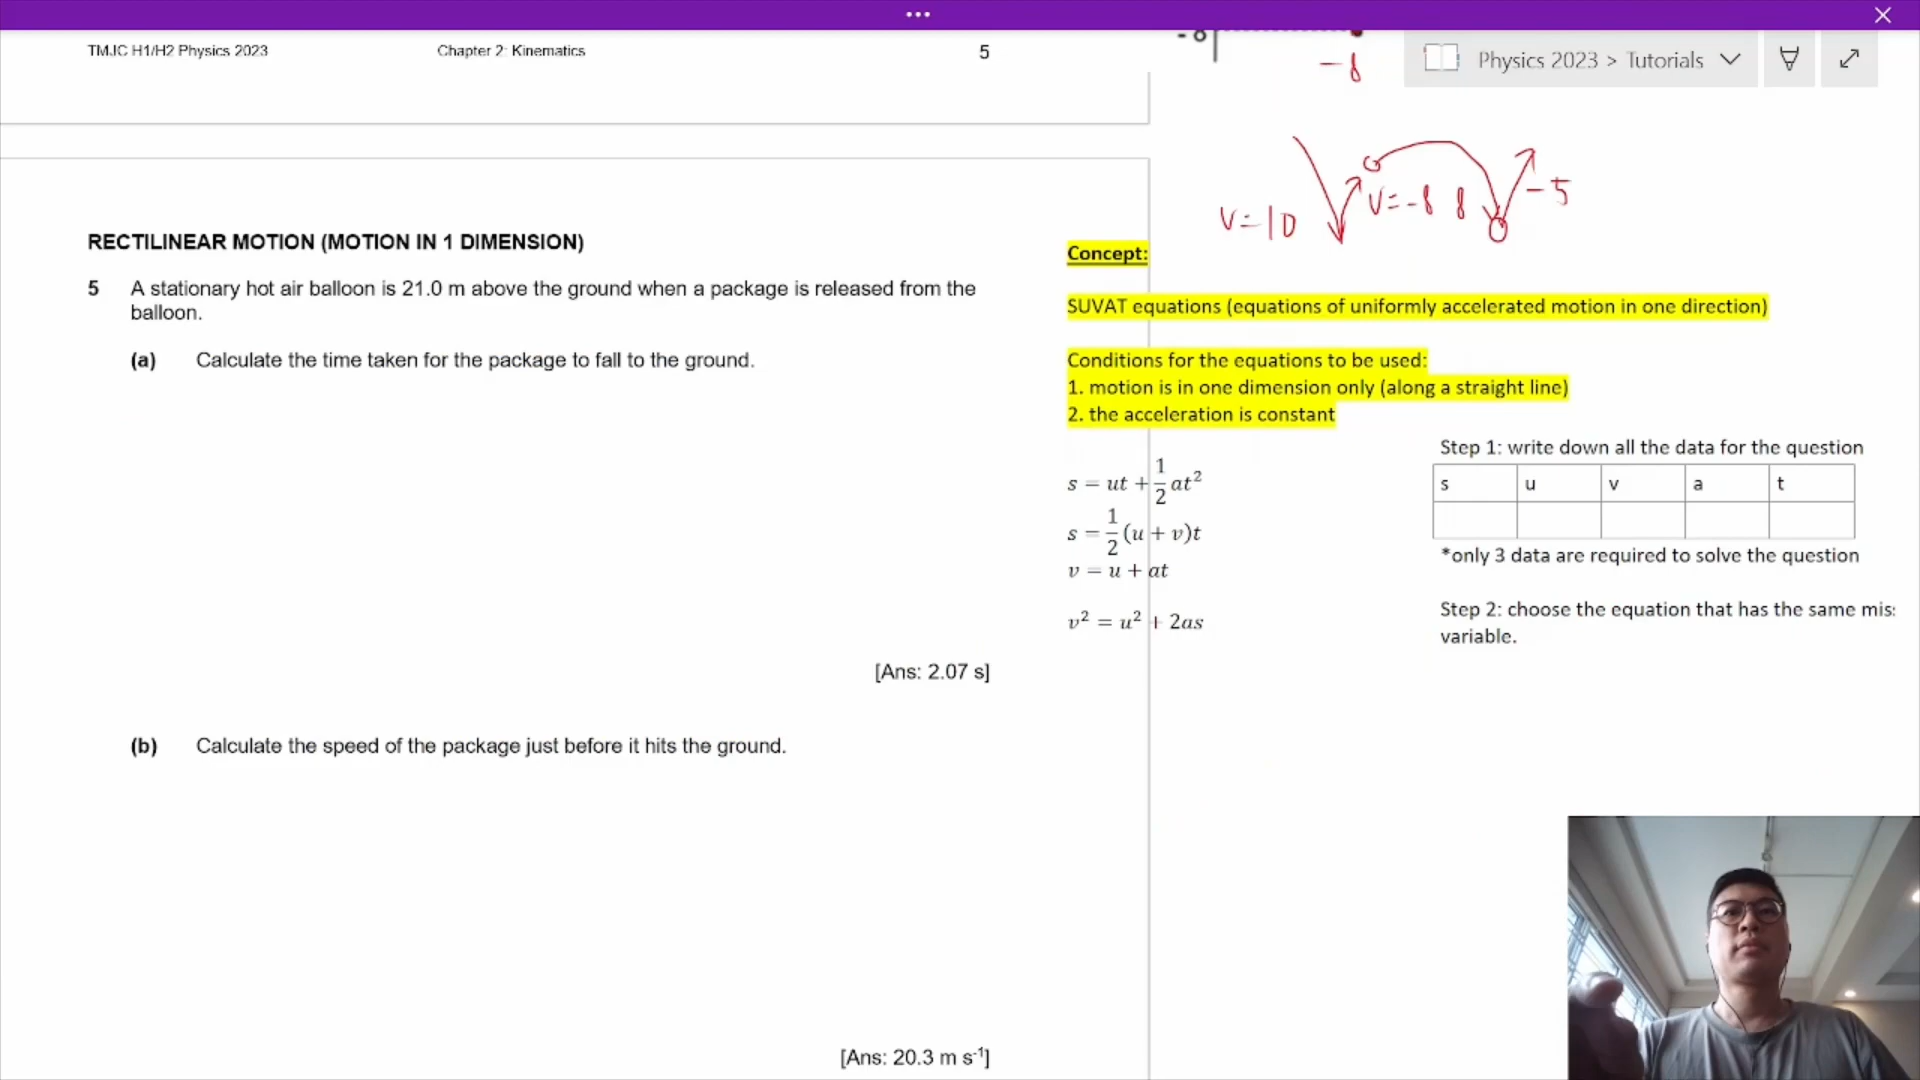 TMJC H1/H2 Physics 2023
Chapter 2: Kinematics
5
Physics 2023 > Tutorials
-8
v=10
v=-8
8
-5
RECTILINEAR MOTION (MOTION IN 1 DIMENSION)
5 A stationary hot air balloon is 21.0 m above the ground when a package is released from the
balloon.
(a) Calculate the time taken for the package to fall to the ground.
[Ans: 2.07 s]
(b) Calculate the speed of the package just before it hits the ground.
[Ans: 20.3 m s⁻¹]
Concept:
SUVAT equations (equations of uniformly accelerated motion in one direction)
Conditions for the equations to be used:
1. motion is in one dimension only (along a straight line)
2. the acceleration is constant
s = ut + 1/2 at²
s = 1/2 (u + v)t
v = u + at
v² = u² + 2as
Step 1: write down all the data for the question
s u v a t
*only 3 data are required to solve the question
Step 2: choose the equation that has the same mis
variable.